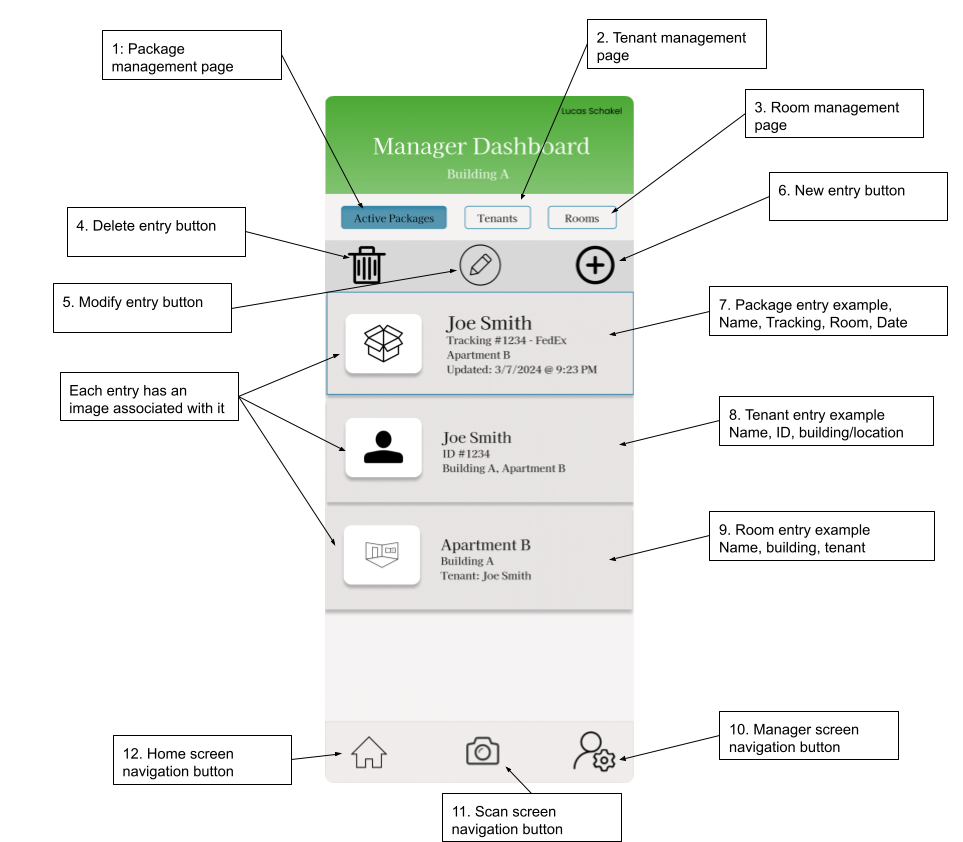 1: Package
management page
2. Tenant management
page
3. Room management
page
Lucas Schakel
Manager Dashboard
Building A
6. New entry button
4. Delete entry button
Active Packages
Tenants
Rooms
5. Modify entry button
7. Package entry example,
Name, Tracking, Room, Date
Joe Smith
Tracking #1234 - FedEx
Apartment B
Updated: 3/7/2024 @ 9:23 PM
Each entry has an
image associated with it
8. Tenant entry example
Name, ID, building/location
Joe Smith
ID #1234
Building A, Apartment B
9. Room entry example
Name, building, tenant
Apartment B
Building A
Tenant: Joe Smith
10. Manager screen
navigation button
12. Home screen
navigation button
11. Scan screen
navigation button